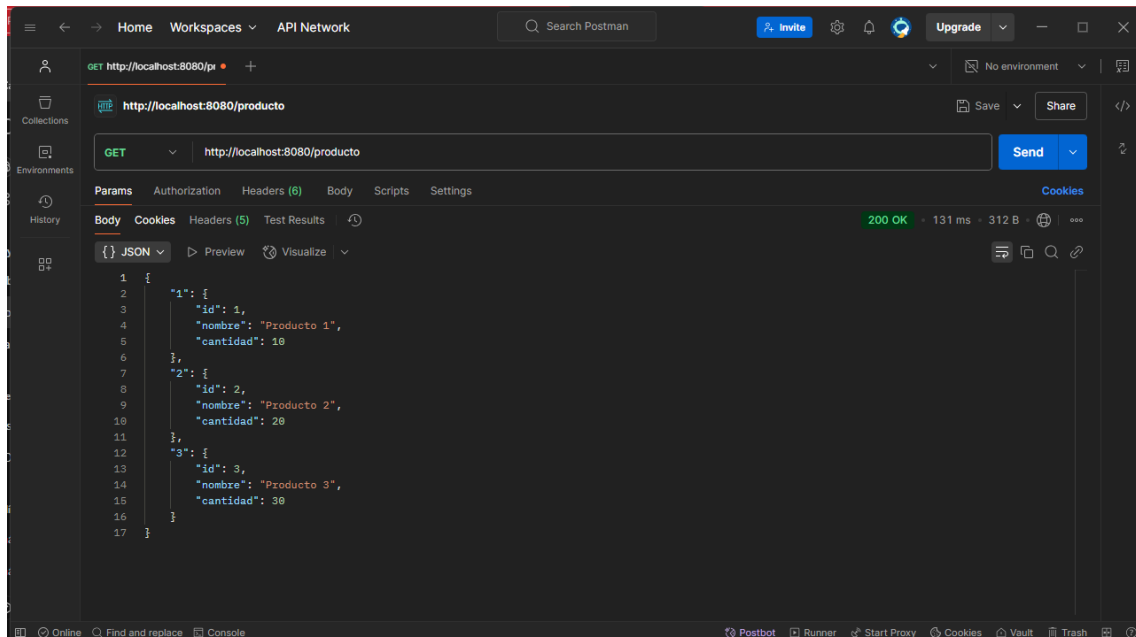 Home Workspaces API Network Search Postman Invite Upgrade
GET http://localhost:8080/pr No environment
HTTP http://localhost:8080/producto Save Share
Collections
GET http://localhost:8080/producto Send
Environments
Params Authorization Headers (6) Body Scripts Settings Cookies
History
Body Cookies Headers (5) Test Results 200 OK 131 ms 312 B
{} JSON Preview Visualize
1 {
2 "1": {
3 "id": 1,
4 "nombre": "Producto 1",
5 "cantidad": 10
6 },
7 "2": {
8 "id": 2,
9 "nombre": "Producto 2",
10 "cantidad": 20
11 },
12 "3": {
13 "id": 3,
14 "nombre": "Producto 3",
15 "cantidad": 30
16 }
17 }
Online Find and replace Console Postbot Runner Start Proxy Cookies Vault Trash